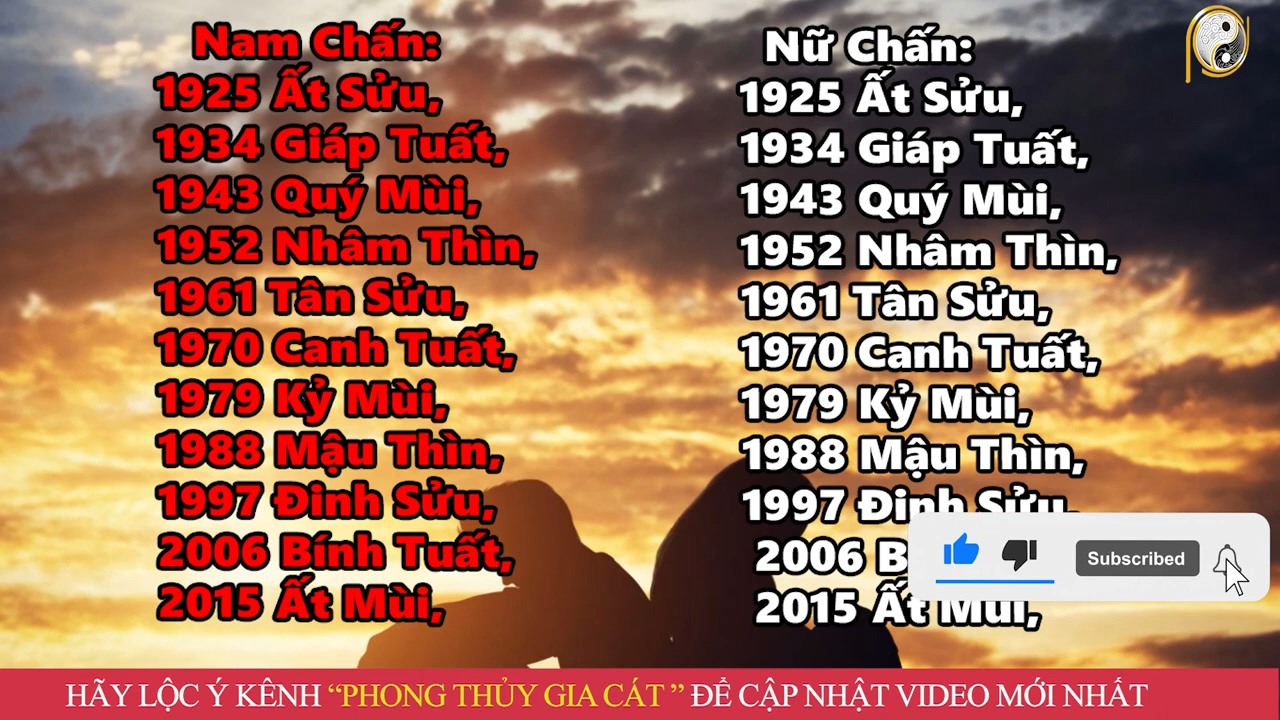 Nam Chấn:
1925 Ất Sửu,
1934 Giáp Tuất,
1943 Quý Mùi,
1952 Nhâm Thìn,
1961 Tân Sửu,
1970 Canh Tuất,
1979 Kỷ Mùi,
1988 Mậu Thìn,
1997 Đinh Sửu,
2006 Bính Tuất,
2015 Ất Mùi,
Nữ Chấn:
1925 Ất Sửu,
1934 Giáp Tuất,
1943 Quý Mùi,
1952 Nhâm Thìn,
1961 Tân Sửu,
1970 Canh Tuất,
1979 Kỷ Mùi,
1988 Mậu Thìn,
1997 Đinh Sửu,
2006
2015 Ất Mùi,
Subscribed
HÃY LỘC Ý KÊNH “PHONG THỦY GIA CÁT ” ĐỂ CẬP NHẬT VIDEO MỚI NHẤT